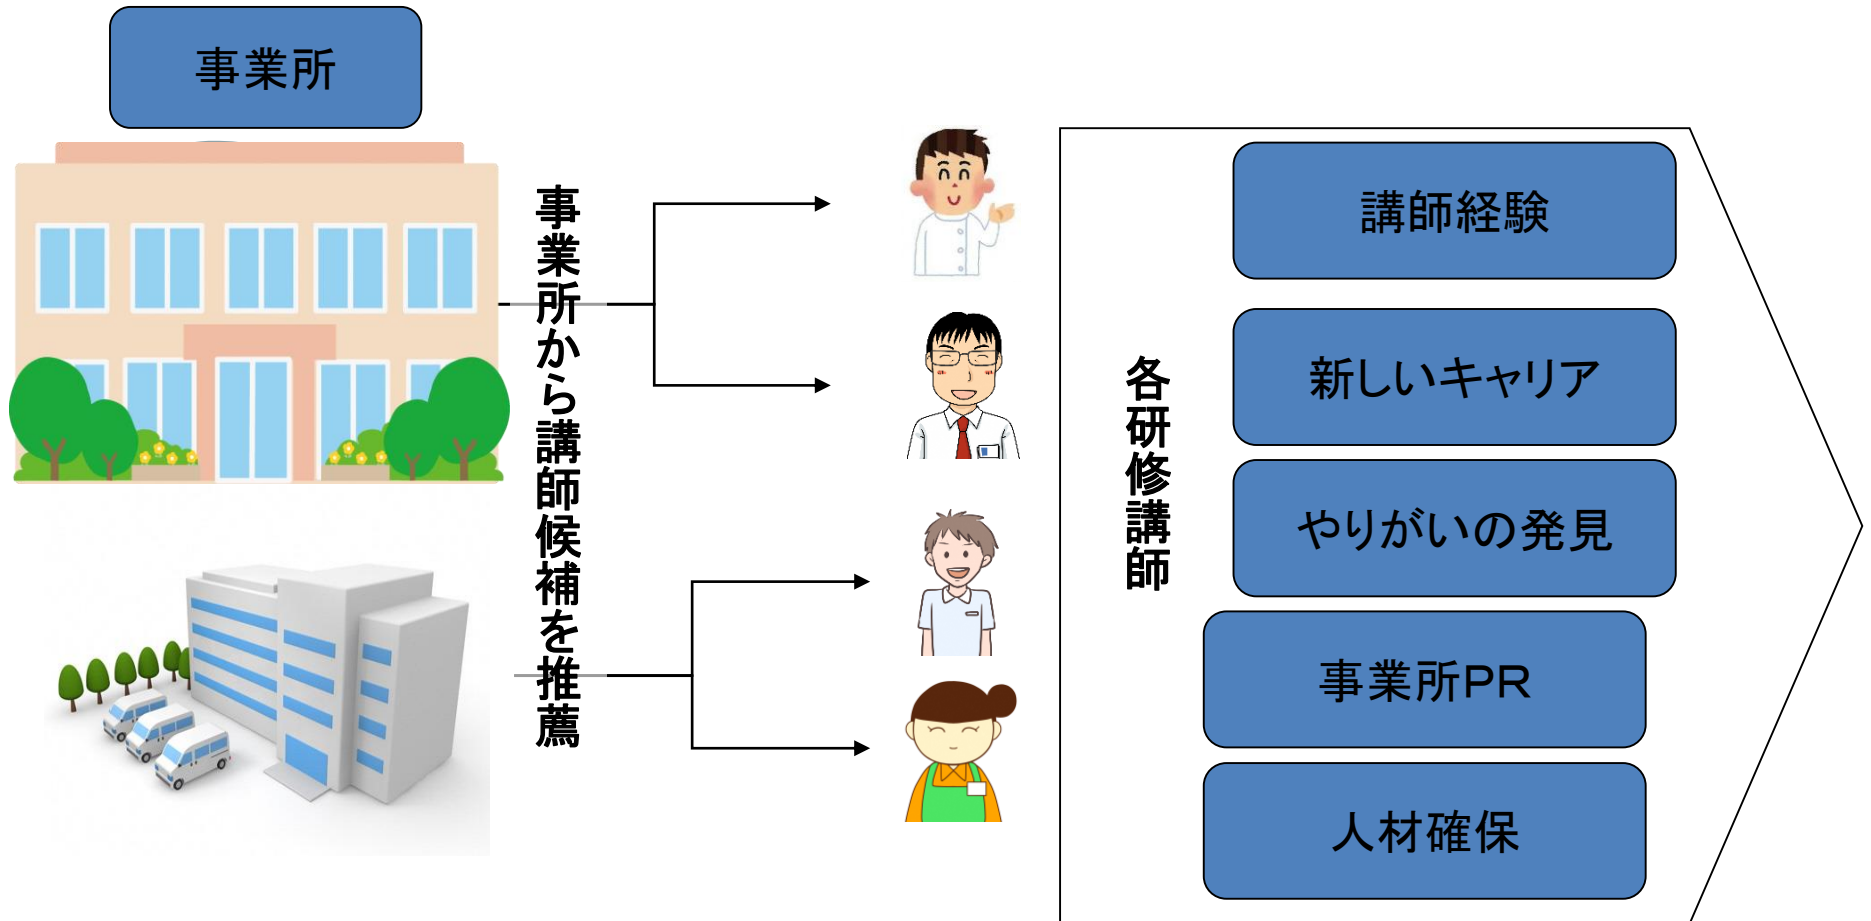 事業所
事業所から講師候補を推薦
各研修講師
講師経験
新しいキャリア
やりがいの発見
事業所PR
人材確保